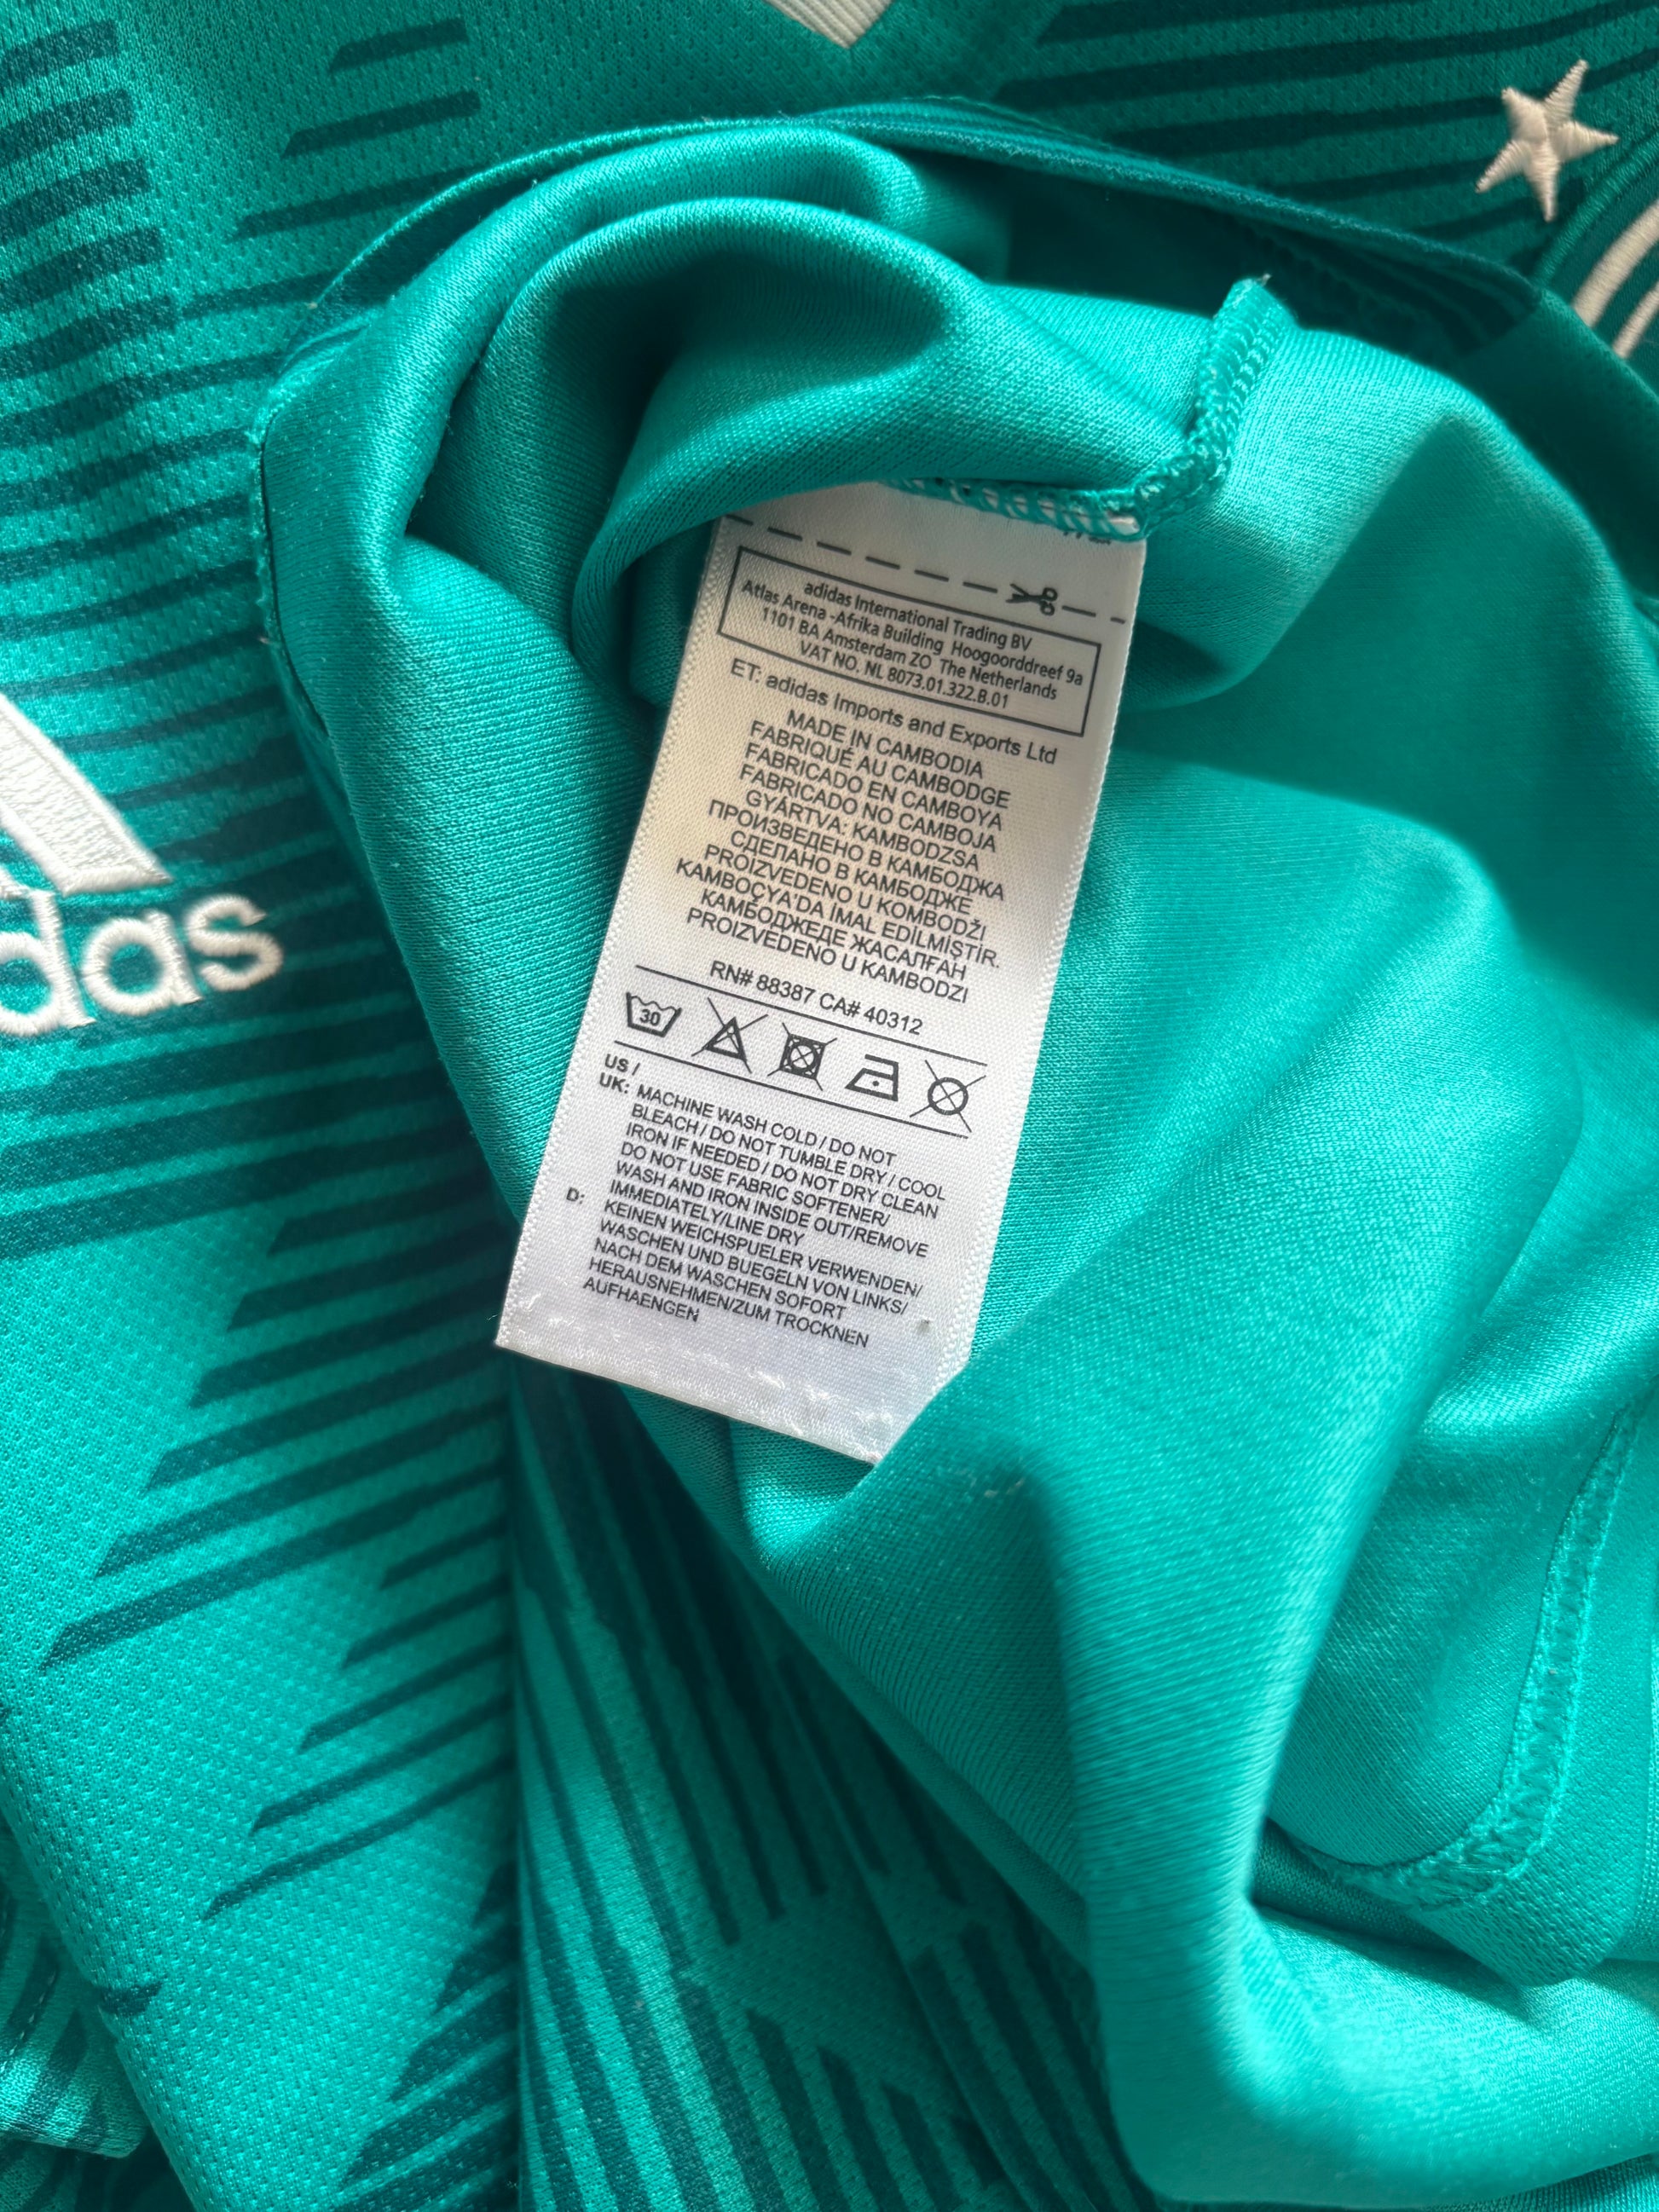 adidas International Trading BV
Atlas Arena -Afrika Building Hoogoorddreef 9a
1101 BA Amsterdam ZO The Netherlands
VAT NO. NL 8073.01.322.B.01
ET: adidas Imports and Exports Ltd
MADE IN CAMBODIA
FABRIQUÉ AU CAMBODGE
FABRICADO EN CAMBOYA
FABRICADO NO CAMBOJA
GYÁRTVA: KAMBODZSA
ПРОИЗВЕДЕНО В КАМБОДЖА
СДЕЛАНО В КАМБОДЖЕ
PROIZVEDENO U KOMBODŽI
KAMBOÇYA'DA İMAL EDİLMİŞTİR.
КАМБОДЖЕДЕ ЖАСАЛҒАН
PROIZVEDENO U KAMBODZI
RN# 88387 CA# 40312
30
US /
UK: MACHINE WASH COLD / DO NOT
BLEACH / DO NOT TUMBLE DRY / COOL
IRON IF NEEDED / DO NOT DRY CLEAN
DO NOT USE FABRIC SOFTENER/
WASH AND IRON INSIDE OUT/REMOVE
IMMEDIATELY/LINE DRY
D: KEINEN WEICHSPUELER VERWENDEN/
WASCHEN UND BUEGELN VON LINKS/
NACH DEM WASCHEN SOFORT
HERAUSNEHMEN/ZUM TROCKNEN
AUFHAENGEN
das